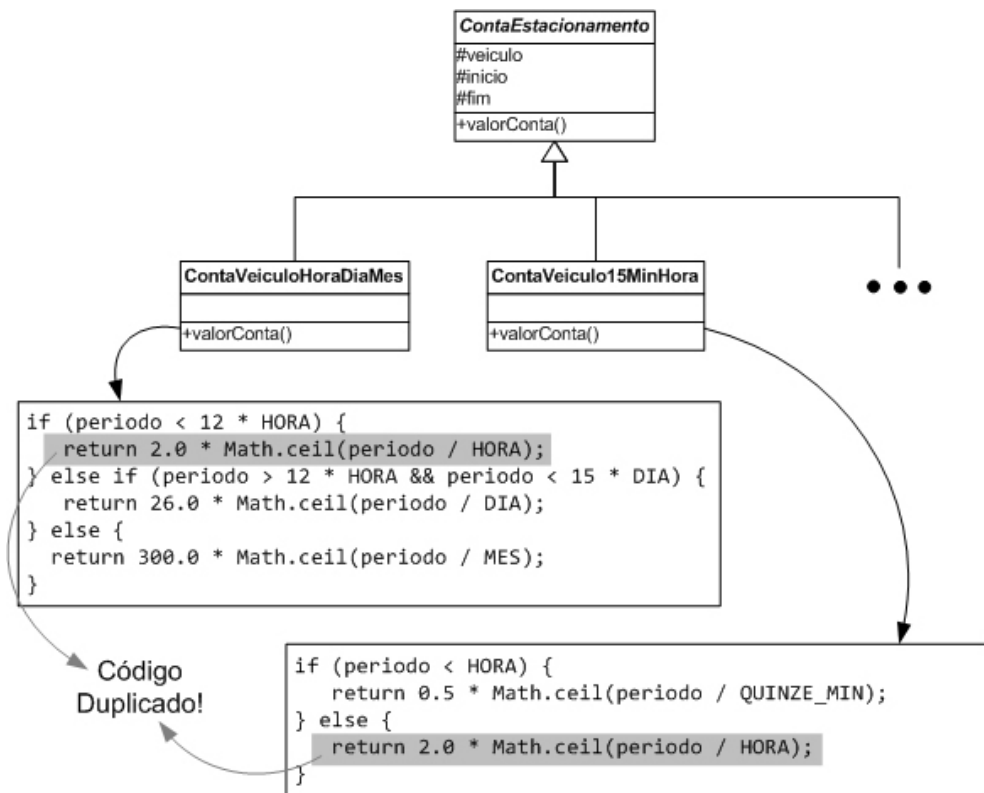 ContaEstacionamento
#veiculo
#inicio
#fim
+valorConta()
ContaVeiculoHoraDiaMes
+valorConta()
ContaVeiculo15MinHora
+valorConta()
if (periodo < 12 * HORA) {
return 2.0 * Math.ceil(periodo / HORA);
} else if (periodo > 12 * HORA && periodo < 15 * DIA) {
return 26.0 * Math.ceil(periodo / DIA);
} else {
return 300.0 * Math.ceil(periodo / MES);
}
Código
Duplicado!
if (periodo < HORA) {
return 0.5 * Math.ceil(periodo / QUINZE_MIN);
} else {
return 2.0 * Math.ceil(periodo / HORA);
}